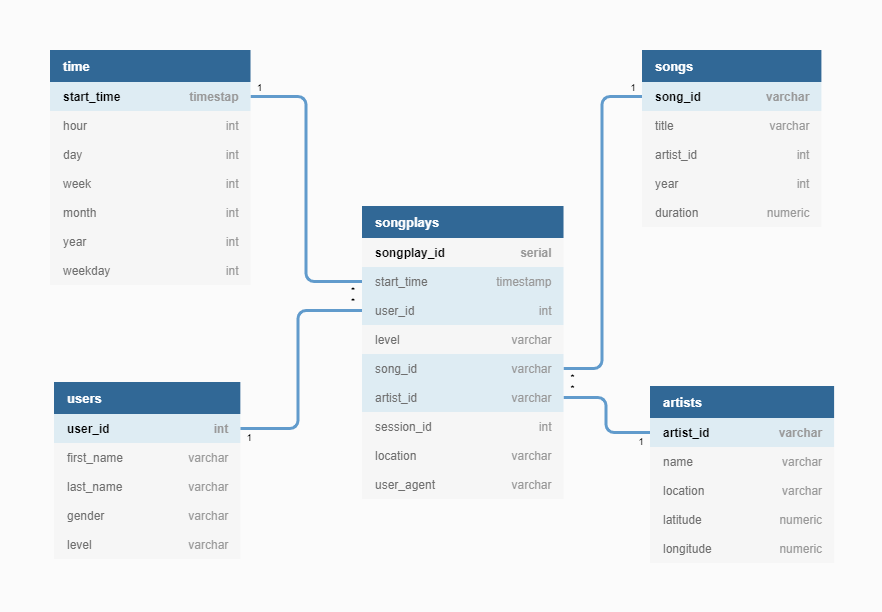 time
start_time timestap
hour int
day int
week int
month int
year int
weekday int
1
songs
song_id varchar
title varchar
artist_id int
year int
duration numeric
1
songplays
songplay_id serial
start_time timestamp
user_id int
level varchar
song_id varchar
artist_id varchar
session_id int
location varchar
user_agent varchar
*
*
*
*
users
user_id int
first_name varchar
last_name varchar
gender varchar
level varchar
1
artists
artist_id varchar
name varchar
location varchar
latitude numeric
longitude numeric
1